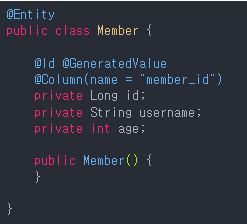 @Entity
public class Member {
@Id @GeneratedValue
@Column(name = "member_id")
private Long id;
private String username;
private int age;
public Member() {
}
}